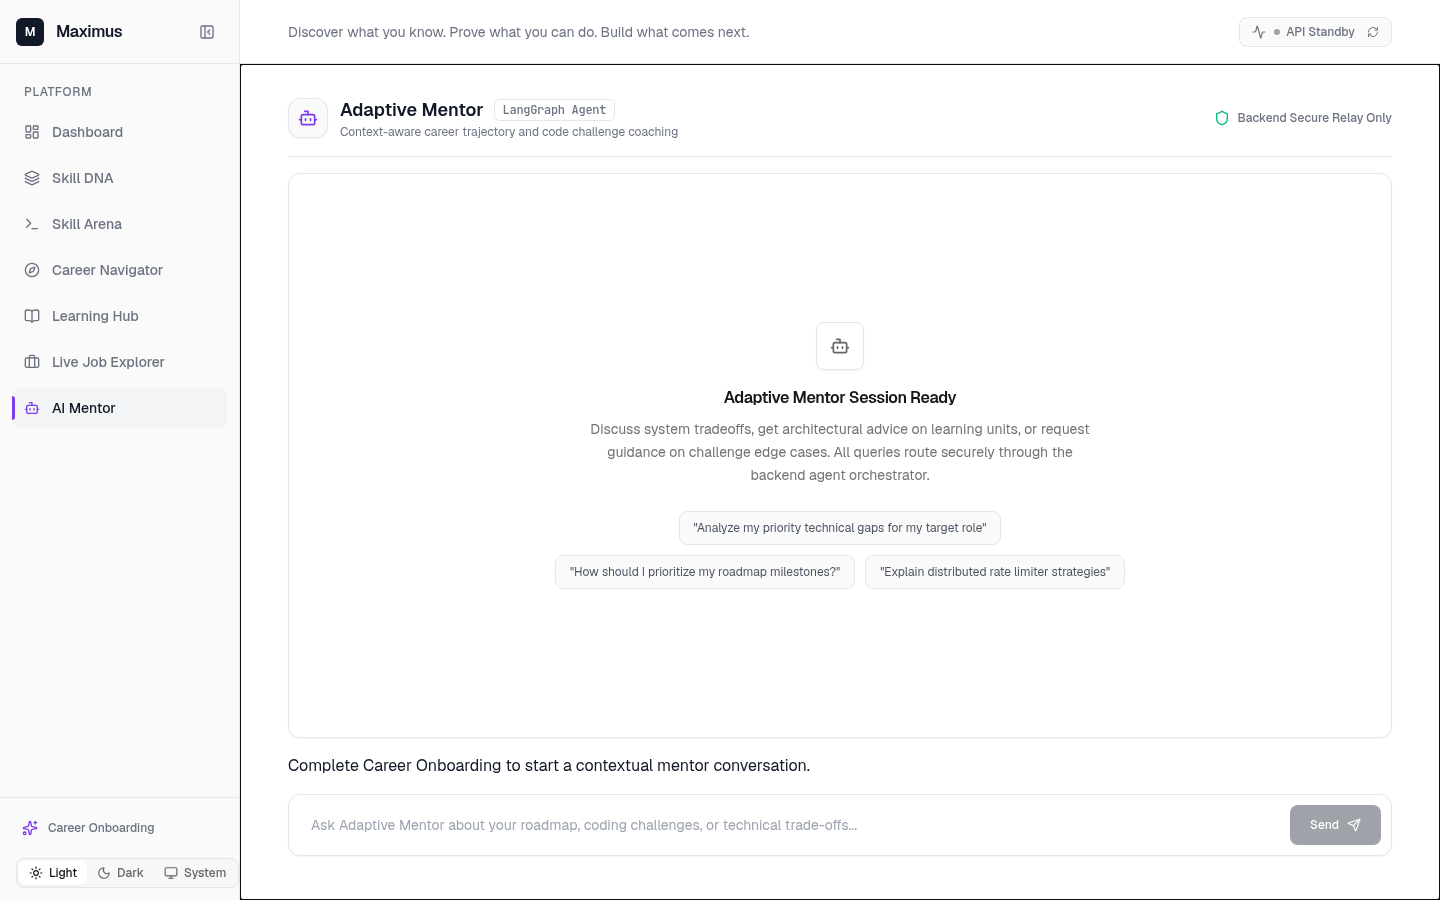 M Maximus
PLATFORM
Dashboard
Skill DNA
Skill Arena
Career Navigator
Learning Hub
Live Job Explorer
AI Mentor
Career Onboarding
Light Dark System
Discover what you know. Prove what you can do. Build what comes next.
API Standby
Adaptive Mentor LangGraph Agent
Context-aware career trajectory and code challenge coaching
Backend Secure Relay Only
Adaptive Mentor Session Ready
Discuss system tradeoffs, get architectural advice on learning units, or request
guidance on challenge edge cases. All queries route securely through the
backend agent orchestrator.
"Analyze my priority technical gaps for my target role"
"How should I prioritize my roadmap milestones?" "Explain distributed rate limiter strategies"
Complete Career Onboarding to start a contextual mentor conversation.
Ask Adaptive Mentor about your roadmap, coding challenges, or technical trade-offs...
Send